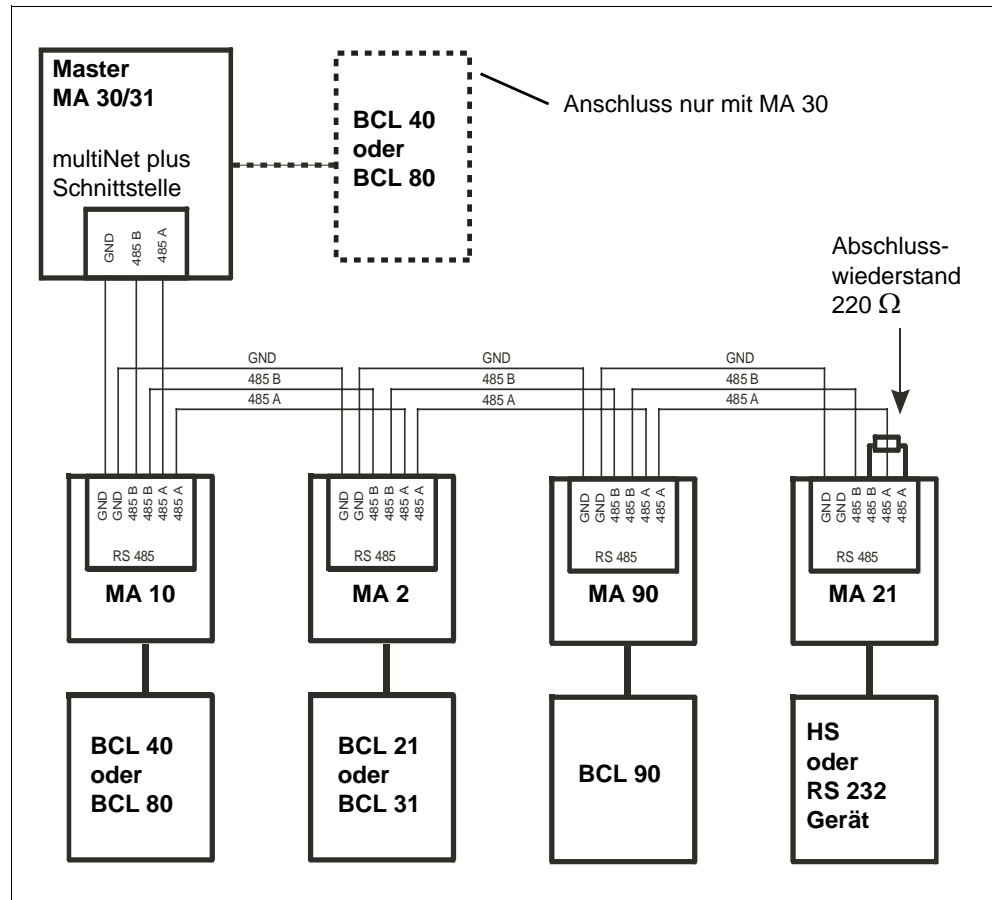 Master
MA 30/31
multiNet plus
Schnittstelle
GND
485 B
485 A
BCL 40
oder
BCL 80
Anschluss nur mit MA 30
Abschluss-
wiederstand
220 Ω
GND
485 B
485 A
GND
485 B
485 A
GND
485 B
485 A
GND
GND
485 B
485 B
485 A
485 A
RS 485
MA 10
GND
GND
485 B
485 B
485 A
485 A
RS 485
MA 2
GND
GND
485 B
485 B
485 A
485 A
RS 485
MA 90
GND
GND
485 B
485 B
485 A
485 A
RS 485
MA 21
BCL 40
oder
BCL 80
BCL 21
oder
BCL 31
BCL 90
HS
oder
RS 232
Gerät